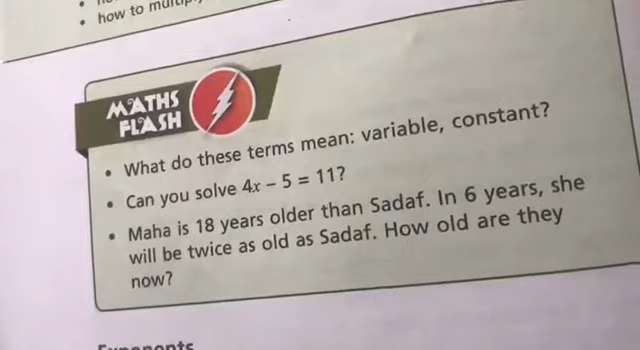 • how to
MATHS
FLASH
• What do these terms mean: variable, constant?
• Can you solve 4x – 5 = 11?
• Maha is 18 years older than Sadaf. In 6 years, she
will be twice as old as Sadaf. How old are they
now?